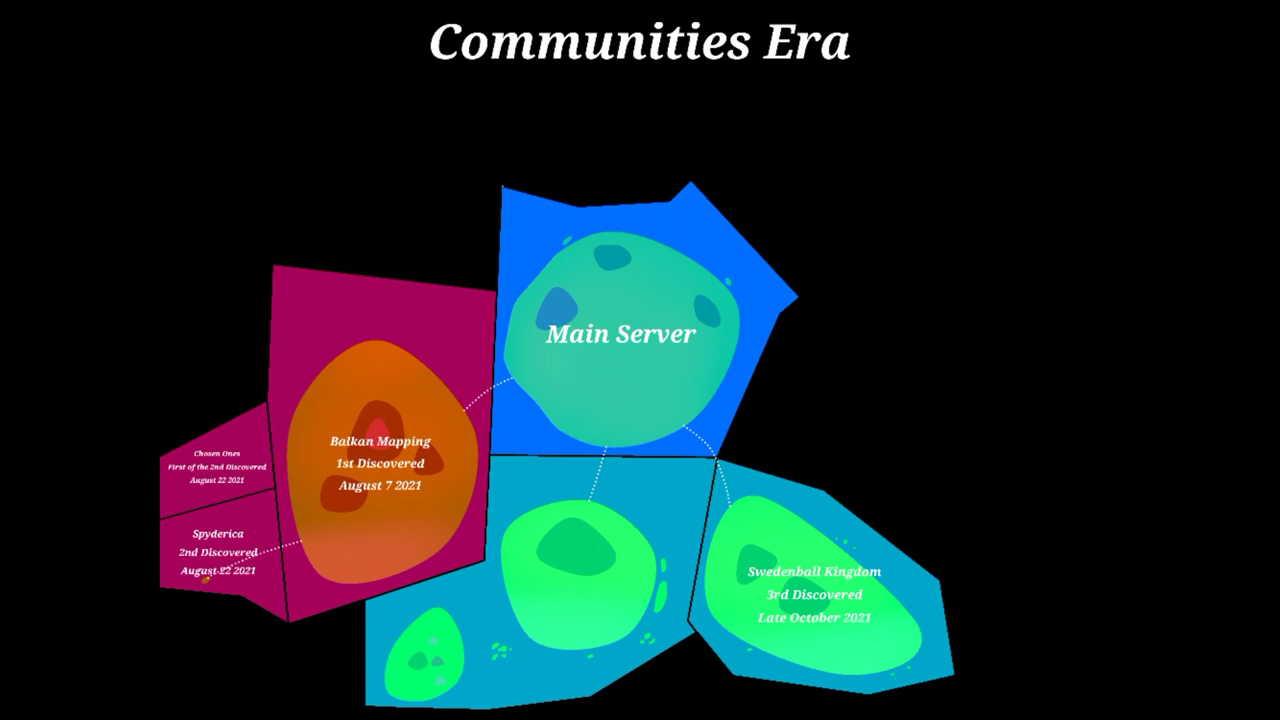 Communities Era
Main Server
Balkan Mapping
1st Discovered
August 7 2021
Chosen Ones
First of the 2nd Discovered
August 22 2021
Spyderica
2nd Discovered
August 22 2021
Swedenball Kingdom
3rd Discovered
Late October 2021